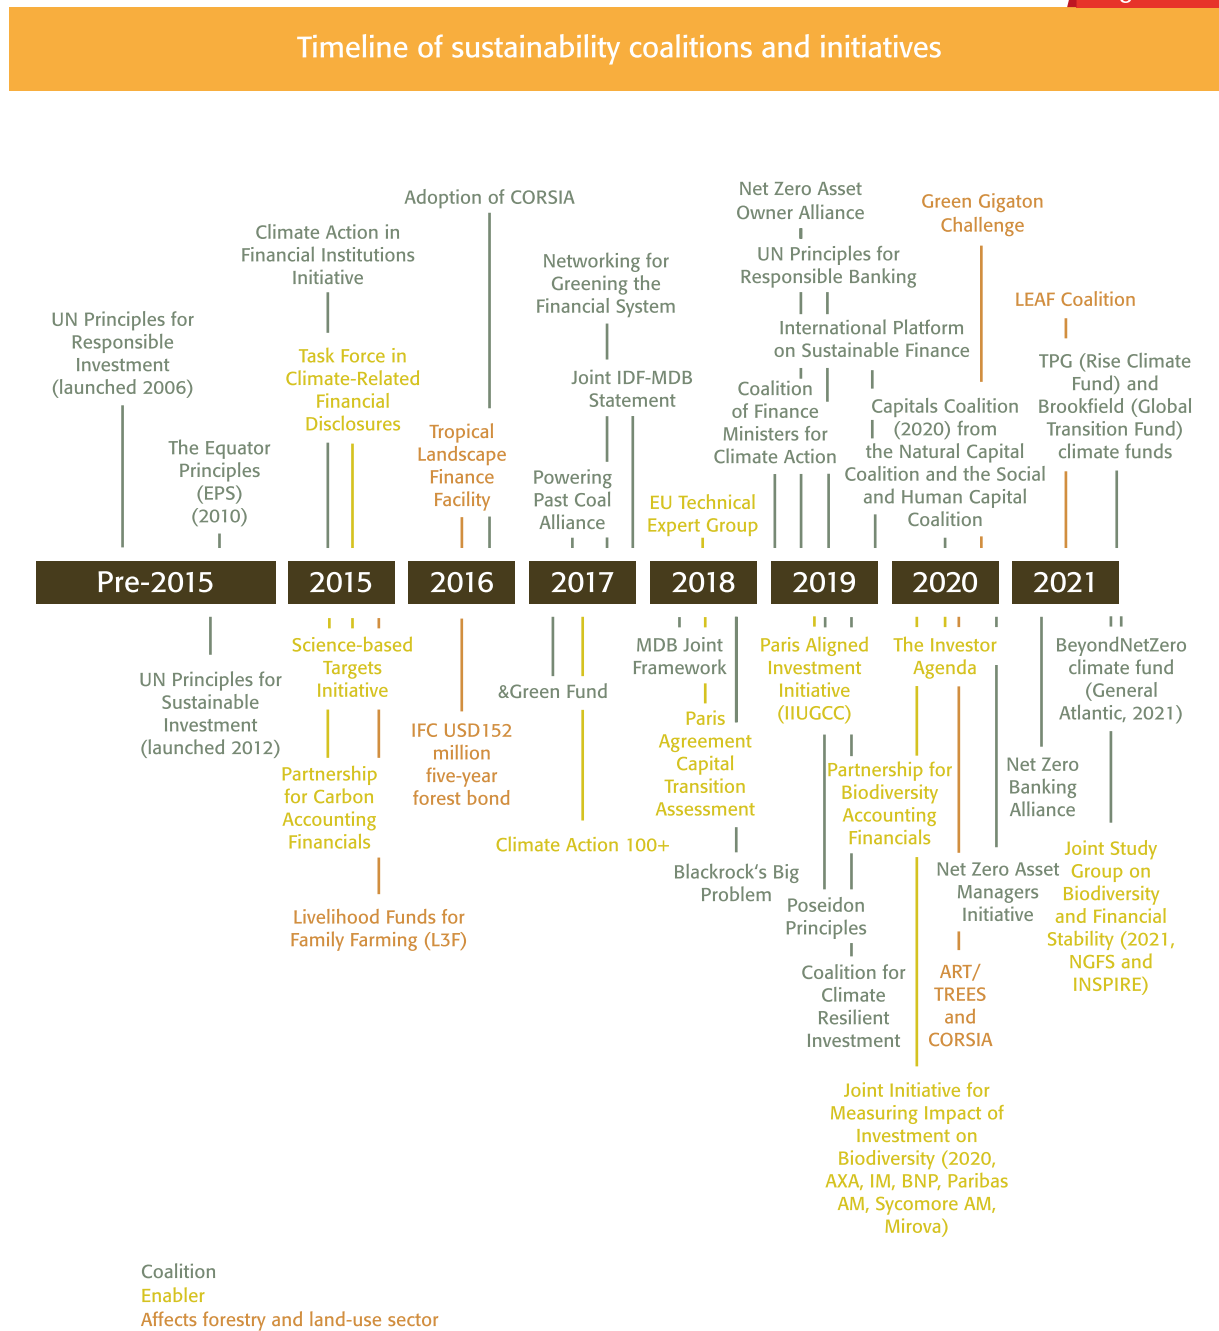 Timeline of sustainability coalitions and initiatives
UN Principles for
Responsible
Investment
(launched 2006)
The Equator
Principles
(EPS)
(2010)
Climate Action in
Financial Institutions
Initiative
Task Force in
Climate-Related
Financial
Disclosures
Adoption of CORSIA
Tropical
Landscape
Finance
Facility
Networking for
Greening the
Financial System
Joint IDF-MDB
Statement
Powering
Past Coal
Alliance
EU Technical
Expert Group
Net Zero Asset
Owner Alliance
UN Principles for
Responsible Banking
International Platform
on Sustainable Finance
Coalition
of Finance
Ministers for
Climate Action
Green Gigaton
Challenge
Capitals Coalition
(2020) from
the Natural Capital
Coalition and the Social
and Human Capital
Coalition
LEAF Coalition
TPG (Rise Climate
Fund) and
Brookfield (Global
Transition Fund)
climate funds
Pre-2015
2015
2016
2017
2018
2019
2020
2021
UN Principles for
Sustainable
Investment
(launched 2012)
Science-based
Targets
Initiative
Partnership
for Carbon
Accounting
Financials
Livelihood Funds for
Family Farming (L3F)
IFC USD152
million
five-year
forest bond
&Green Fund
Climate Action 100+
MDB Joint
Framework
Paris
Agreement
Capital
Transition
Assessment
Blackrock’s Big
Problem
Paris Aligned
Investment
Initiative
(IIUGCC)
Poseidon
Principles
Coalition for
Climate
Resilient
Investment
The Investor
Agenda
Partnership for
Biodiversity
Accounting
Financials
Net Zero Asset
Managers
Initiative
ART/
TREES
and
CORSIA
Joint Initiative for
Measuring Impact of
Investment on
Biodiversity (2020,
AXA, IM, BNP, Paribas
AM, Sycomore AM,
Mirova)
Net Zero
Banking
Alliance
BeyondNetZero
climate fund
(General
Atlantic, 2021)
Joint Study
Group on
Biodiversity
and Financial
Stability (2021,
NGFS and
INSPIRE)
Coalition
Enabler
Affects forestry and land-use sector